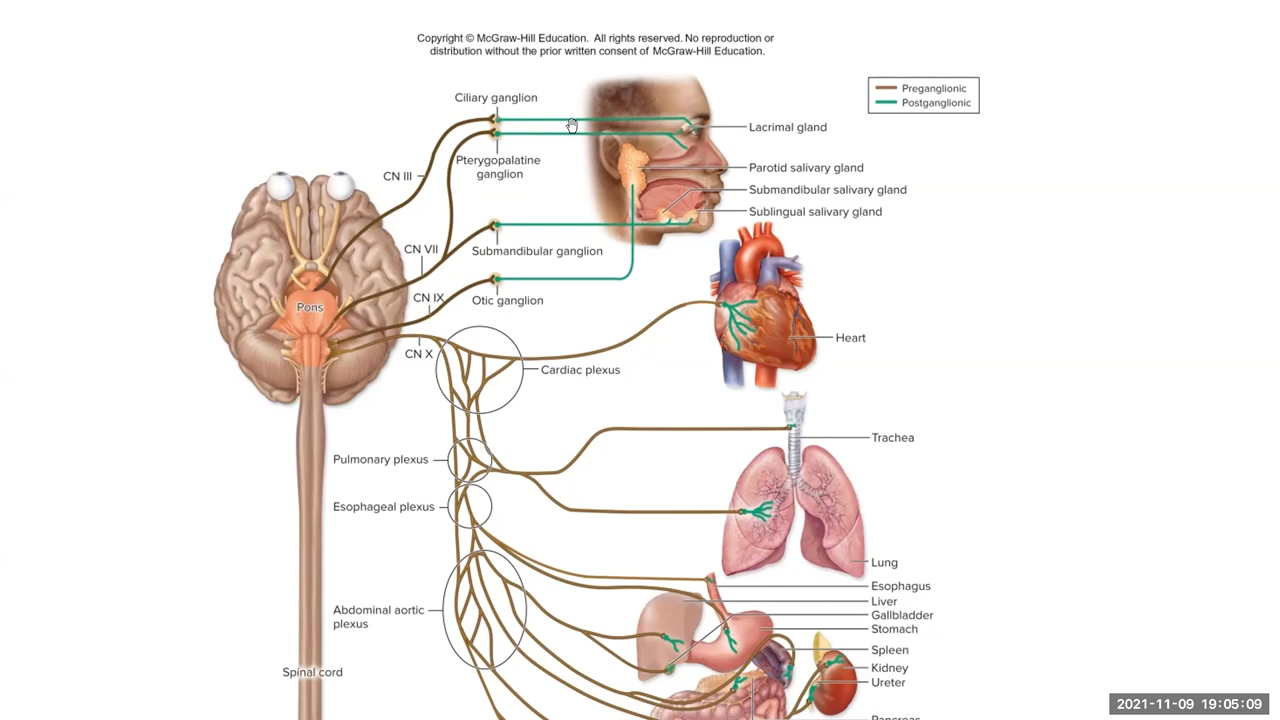 Copyright © McGraw-Hill Education. All rights reserved. No reproduction or
distribution without the prior written consent of McGraw-Hill Education.
Preganglionic
Postganglionic
Ciliary ganglion
Lacrimal gland
Pterygopalatine
ganglion
CN III
Parotid salivary gland
Submandibular salivary gland
Sublingual salivary gland
CN VII
Submandibular ganglion
CN IX
Otic ganglion
Pons
CN X
Heart
Cardiac plexus
Trachea
Pulmonary plexus
Esophageal plexus
Lung
Esophagus
Liver
Gallbladder
Stomach
Abdominal aortic
plexus
Spleen
Kidney
Ureter
Spinal cord
Pancreas
2021-11-09 19:05:09